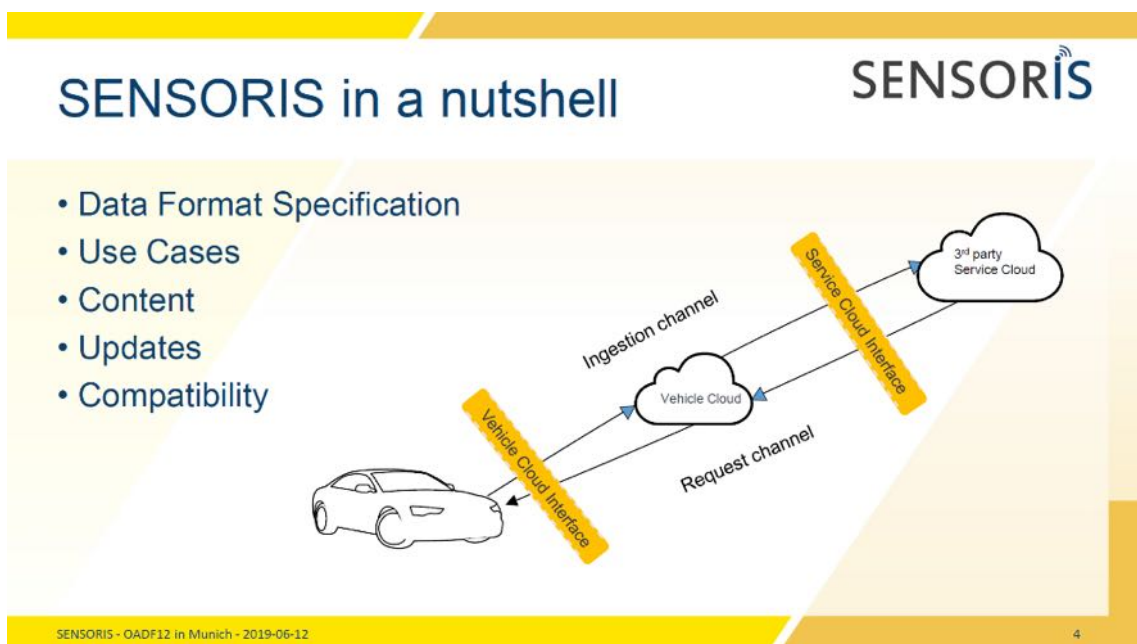 SENSORIS in a nutshell
SENSORIS
• Data Format Specification
• Use Cases
• Content
• Updates
• Compatibility
3rd party
Service Cloud
Service Cloud Interface
Ingestion channel
Vehicle Cloud
Vehicle Cloud Interface
Request channel
SENSORIS - OADF12 in Munich - 2019-06-12
4